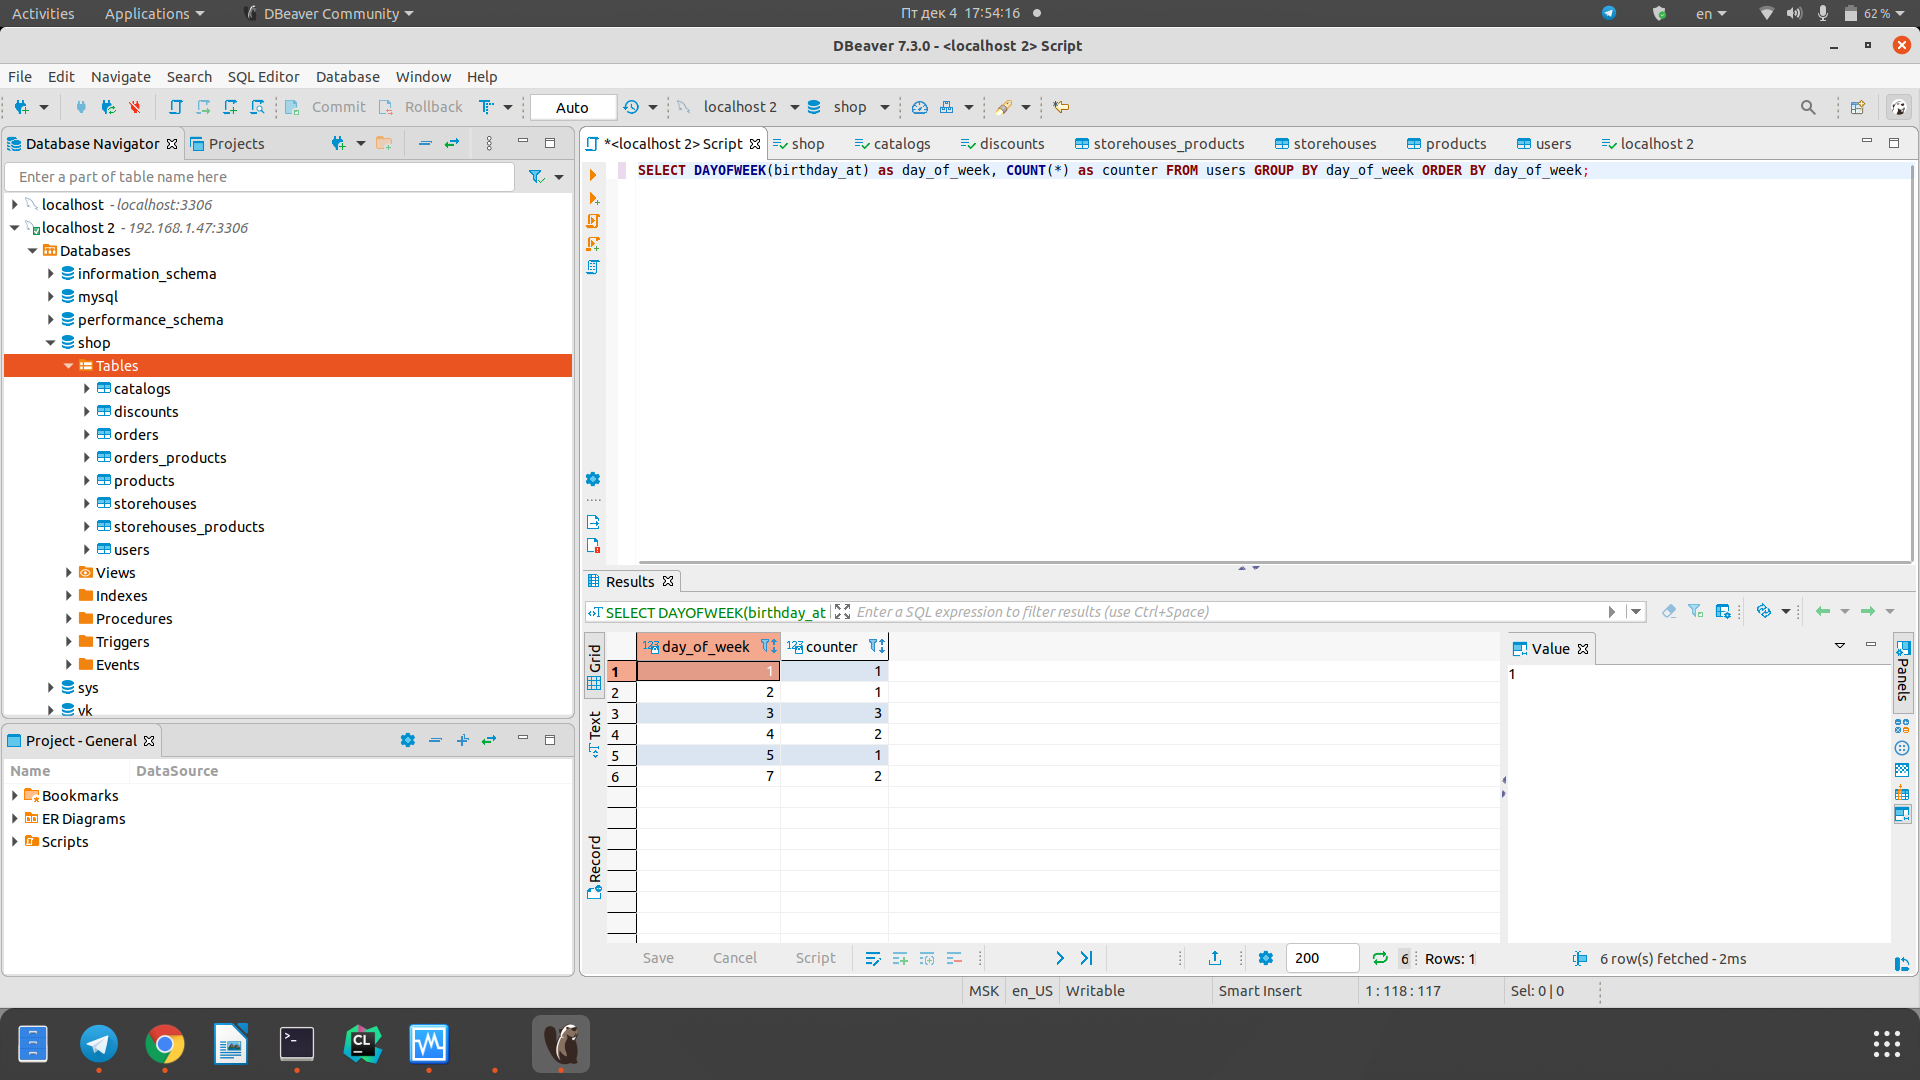 Activities Applications DBeaver Community Пт дек 4 17:54:16 en 62 %
DBeaver 7.3.0 - <localhost 2> Script
File Edit Navigate Search SQL Editor Database Window Help
Commit Rollback Auto localhost 2 shop
Database Navigator Projects
Enter a part of table name here
localhost - localhost:3306
localhost 2 - 192.168.1.47:3306
Databases
information_schema
mysql
performance_schema
shop
Tables
catalogs
discounts
orders
orders_products
products
storehouses
storehouses_products
users
Views
Indexes
Procedures
Triggers
Events
sys
vk
Project - General
Name DataSource
Bookmarks
ER Diagrams
Scripts
*<localhost 2> Script shop catalogs discounts storehouses_products storehouses products users localhost 2
SELECT DAYOFWEEK(birthday_at) as day_of_week, COUNT(*) as counter FROM users GROUP BY day_of_week ORDER BY day_of_week;
Results
SELECT DAYOFWEEK(birthday_at Enter a SQL expression to filter results (use Ctrl+Space)
Grid
Text
Record
123 day_of_week 123 counter
1 1 1
2 2 1
3 3 3
4 4 2
5 5 1
6 7 2
Value
1
Panels
Save Cancel Script 200 6 Rows: 1 6 row(s) fetched - 2ms
MSK en_US Writable Smart Insert 1 : 118 : 117 Sel: 0 | 0
CL